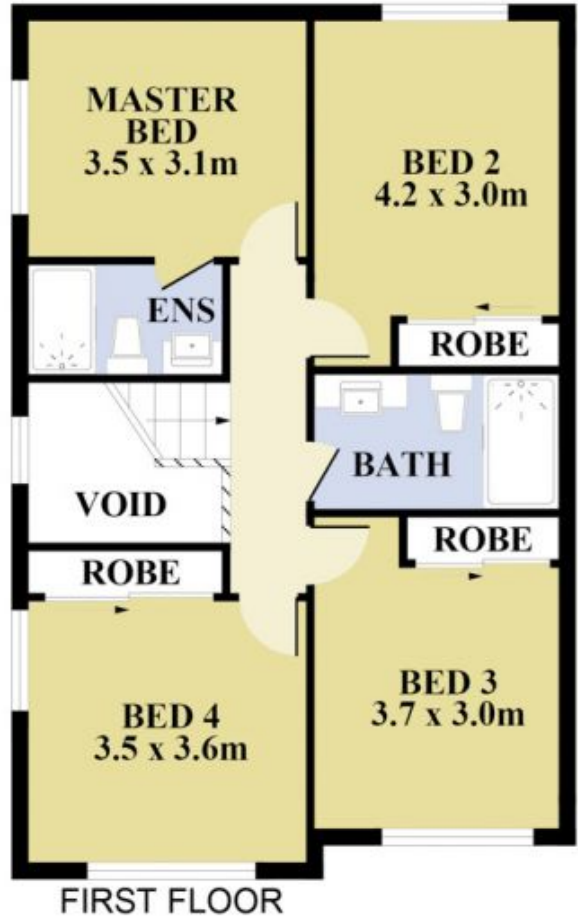 MASTER
BED
3.5 x 3.1m
BED 2
4.2 x 3.0m
ENS
ROBE
BATH
VOID
ROBE
ROBE
BED 3
3.7 x 3.0m
BED 4
3.5 x 3.6m
FIRST FLOOR